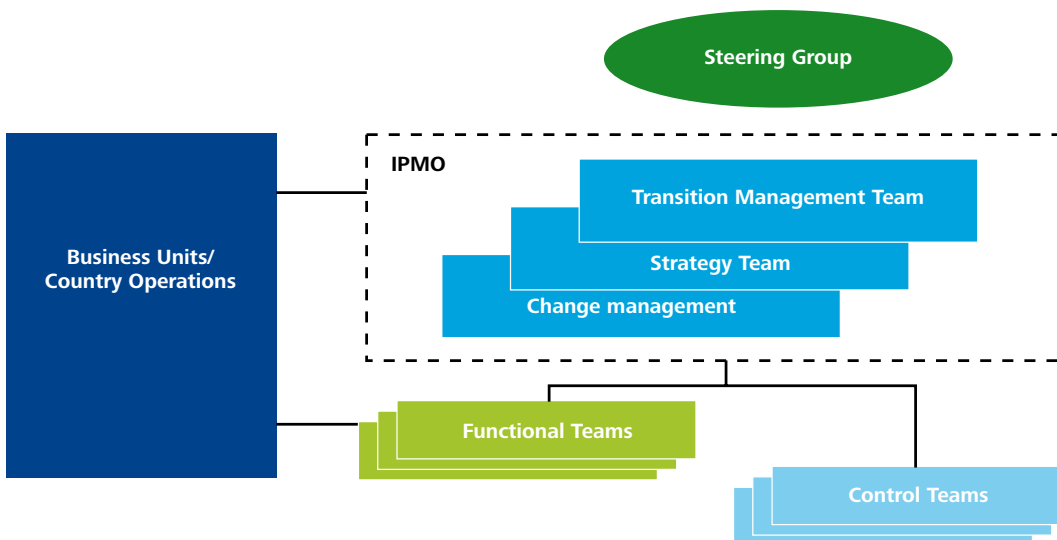 Steering Group
IPMO
Transition Management Team
Strategy Team
Change management
Business Units/
Country Operations
Functional Teams
Control Teams